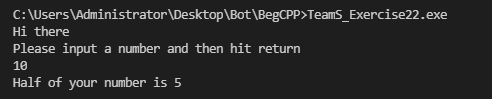 C:\Users\Administrator\Desktop\Bot\BegCPP>TeamS_Exercise22.exe
Hi there
Please input a number and then hit return
10
Half of your number is 5